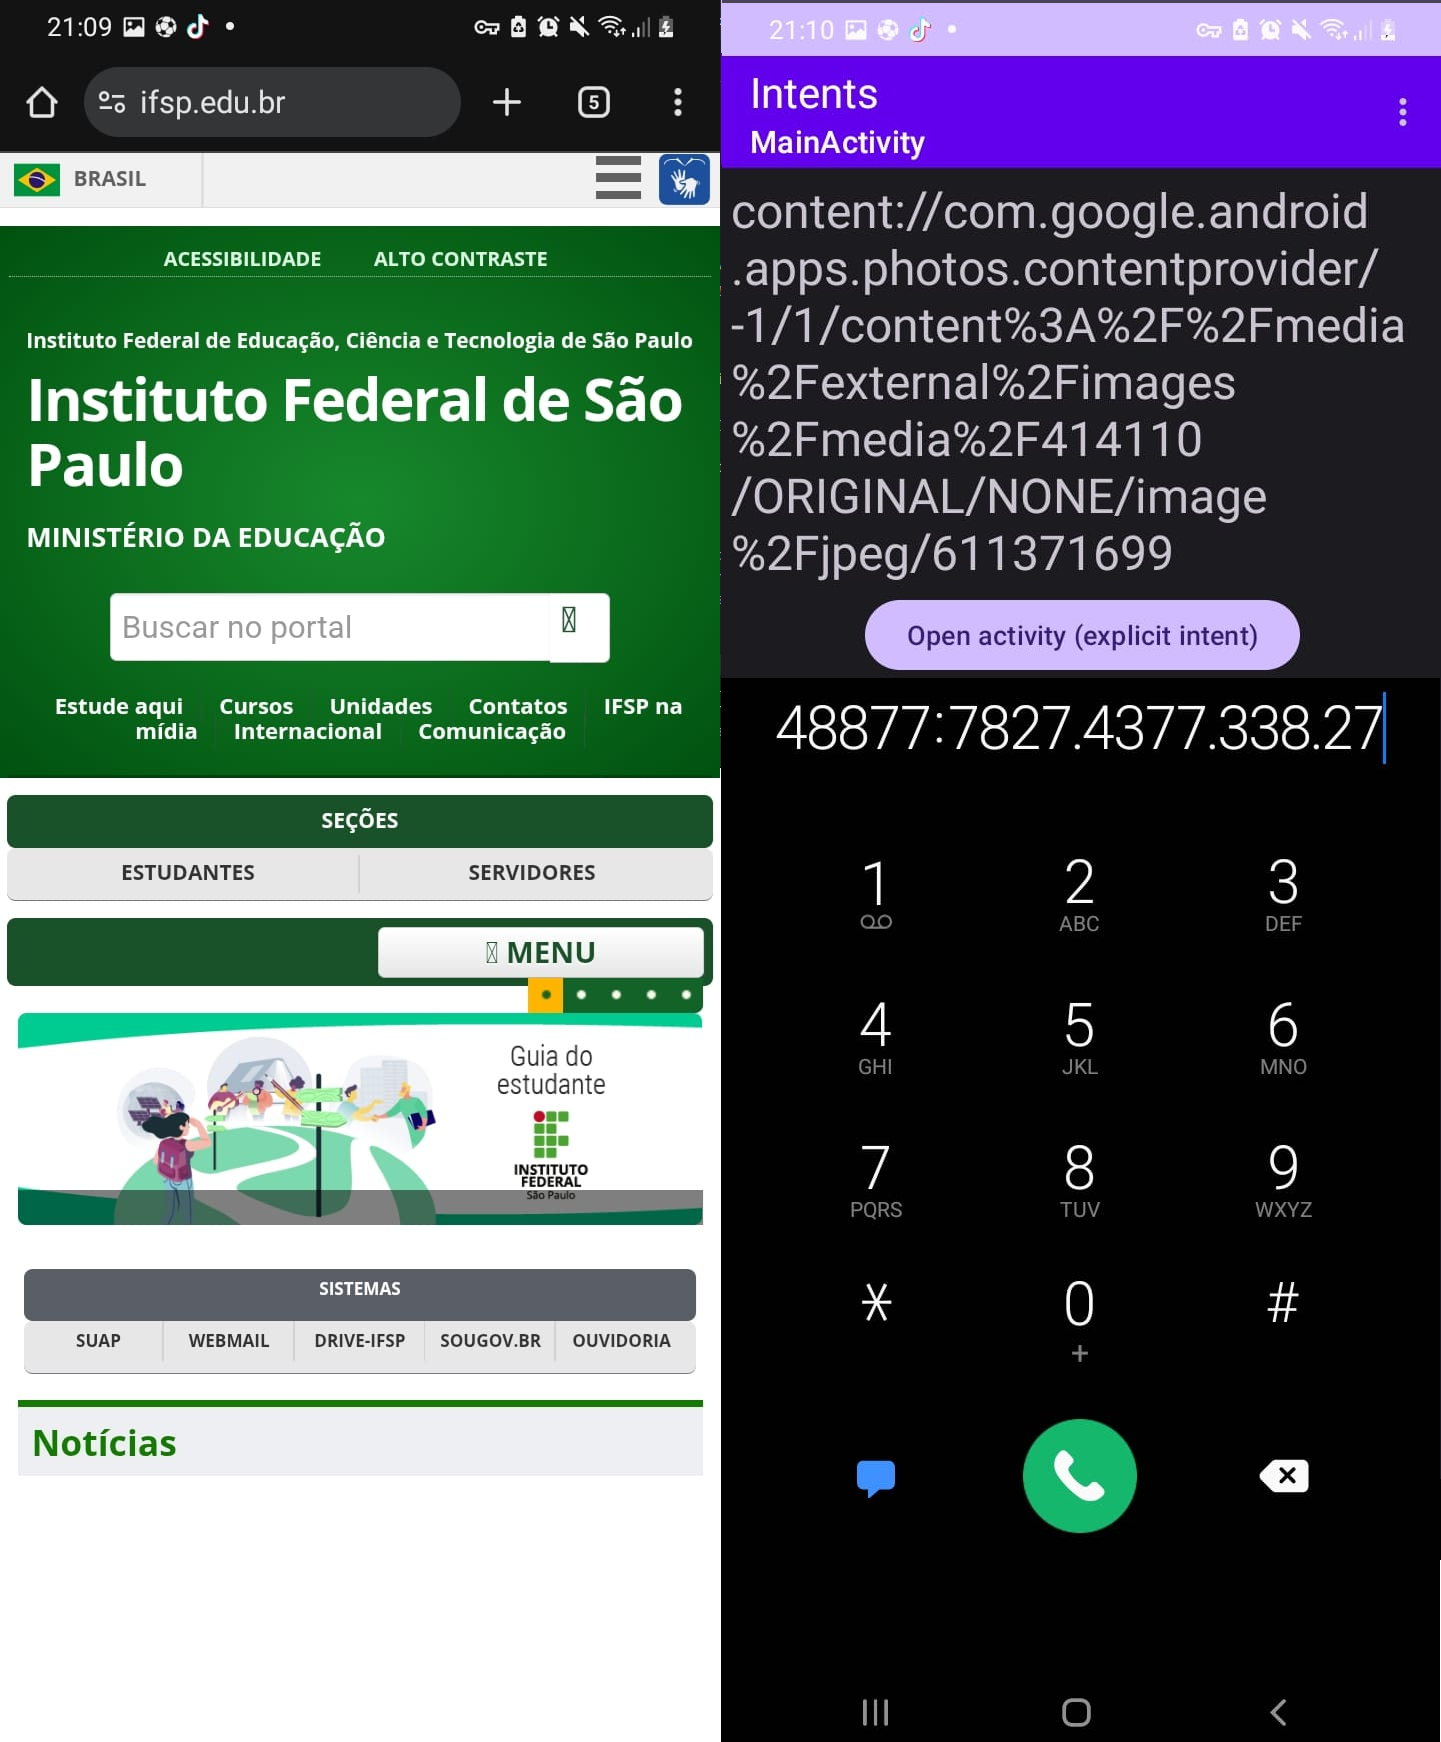 21:09
ifsp.edu.br
5
BRASIL
ACESSIBILIDADE ALTO CONTRASTE
Instituto Federal de Educação, Ciência e Tecnologia de São Paulo
Instituto Federal de São
Paulo
MINISTÉRIO DA EDUCAÇÃO
Buscar no portal
Estude aqui Cursos Unidades Contatos IFSP na
mídia Internacional Comunicação
SEÇÕES
ESTUDANTES SERVIDORES
MENU
Guia do
estudante
INSTITUTO
FEDERAL
São Paulo
SISTEMAS
SUAP WEBMAIL DRIVE-IFSP SOUGOV.BR OUVIDORIA
Notícias
21:10
Intents
MainActivity
content://com.google.android
.apps.photos.contentprovider/
-1/1/content%3A%2F%2Fmedia
%2Fexternal%2Fimages
%2Fmedia%2F414110
/ORIGINAL/NONE/image
%2Fjpeg/611371699
Open activity (explicit intent)
48877:7827.4377.338.27
1 2 3
ABC DEF
4 5 6
GHI JKL MNO
7 8 9
PQRS TUV WXYZ
* 0 #
+